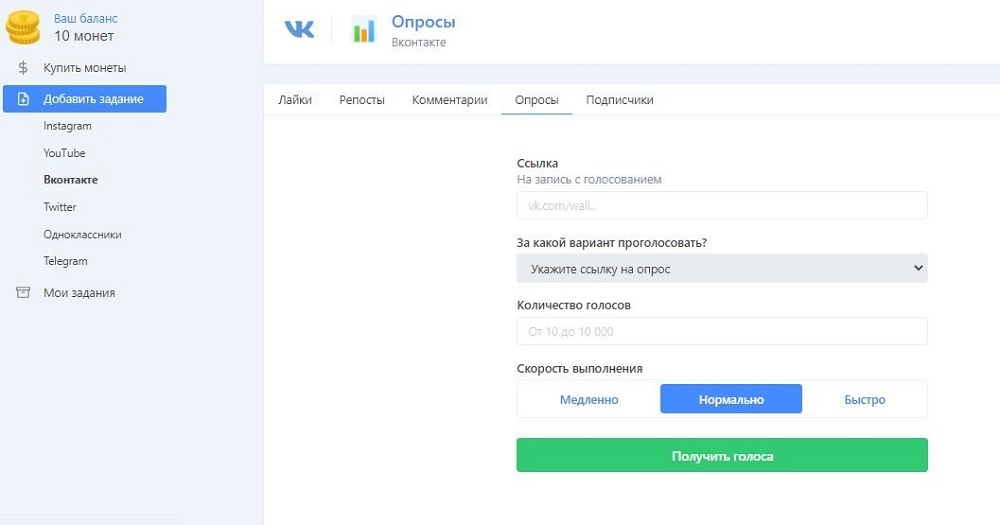 Ваш баланс
10 монет
Купить монеты
Добавить задание
Instagram
YouTube
Вконтакте
Twitter
Одноклассники
Telegram
Мои задания
Опросы
Вконтакте
Лайки Репосты Комментарии Опросы Подписчики
Ссылка
На запись с голосованием
vk.com/wall...
За какой вариант проголосовать?
Укажите ссылку на опрос
Количество голосов
От 10 до 10 000
Скорость выполнения
Медленно Нормально Быстро
Получить голоса